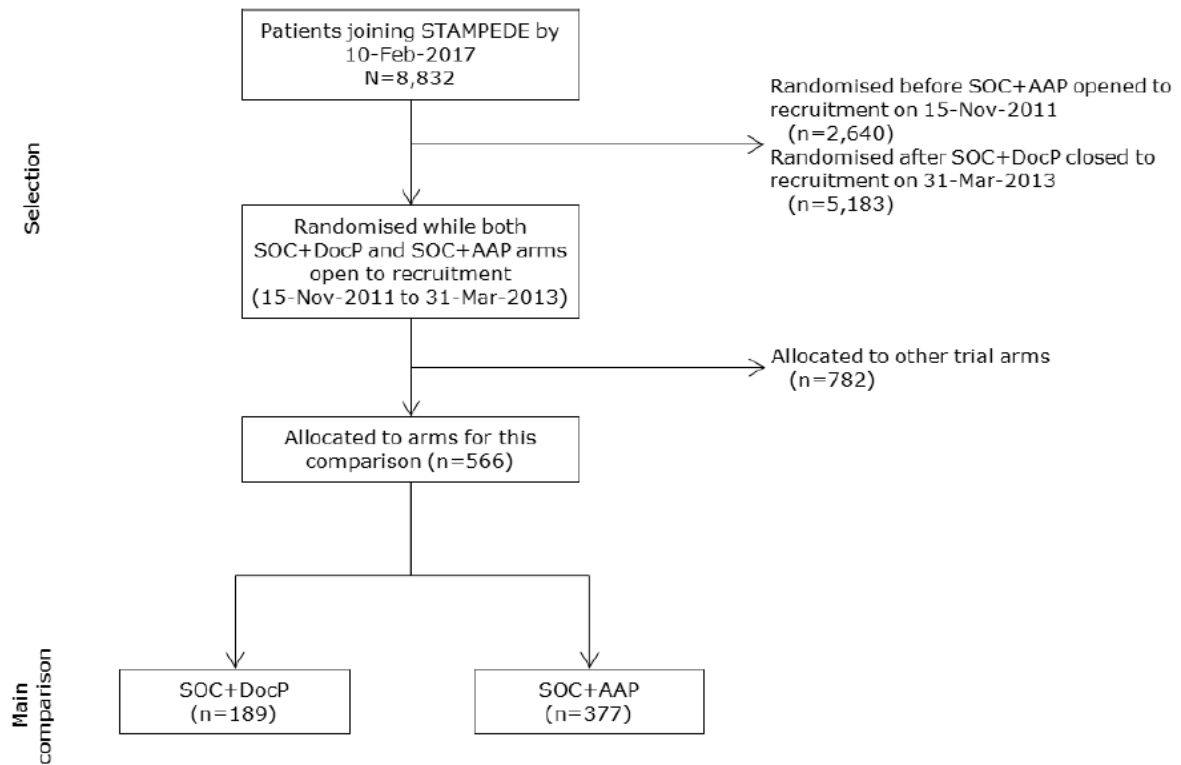 Patients joining STAMPEDE by
10-Feb-2017
N=8,832
Randomised before SOC+AAP opened to
recruitment on 15-Nov-2011
(n=2,640)
Randomised after SOC+DocP closed to
recruitment on 31-Mar-2013
(n=5,183)
Selection
Randomised while both
SOC+DocP and SOC+AAP arms
open to recruitment
(15-Nov-2011 to 31-Mar-2013)
Allocated to other trial arms
(n=782)
Allocated to arms for this
comparison (n=566)
Main
comparison
SOC+DocP
(n=189)
SOC+AAP
(n=377)